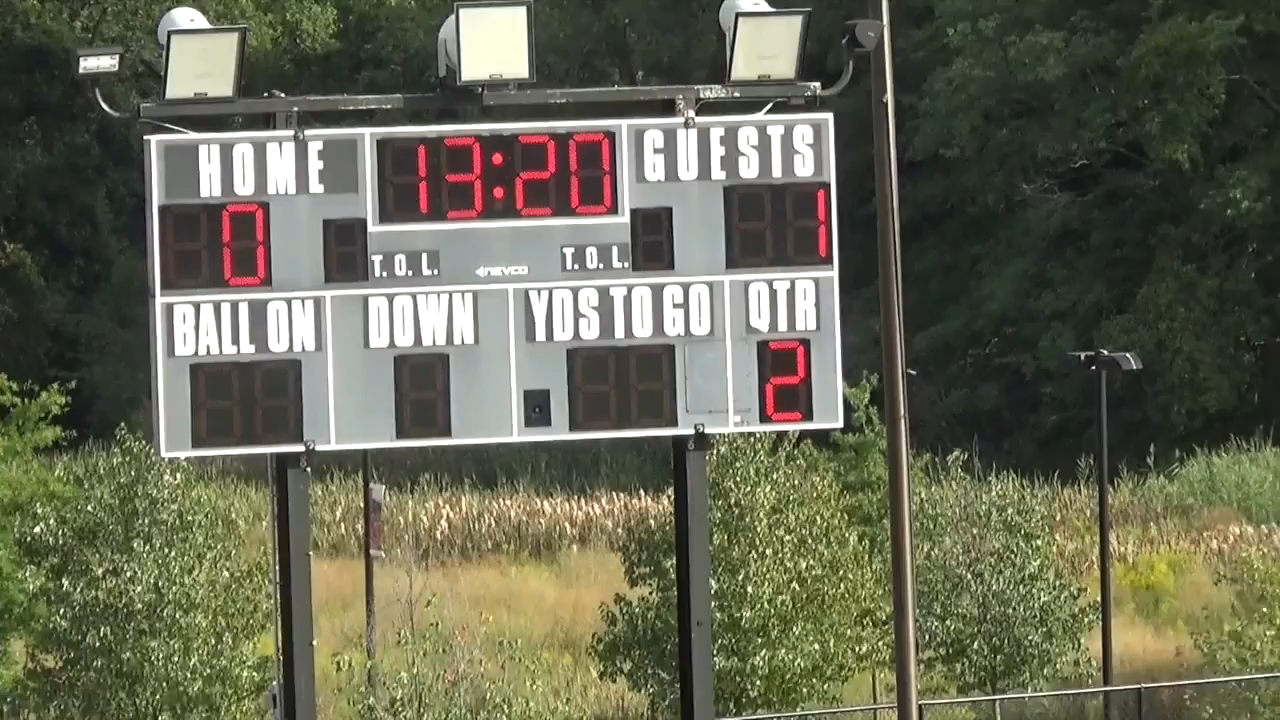 HOME 13:20 GUESTS
0 1
T.O.L. NEVCO T.O.L.
BALL ON DOWN YDS TO GO QTR
2